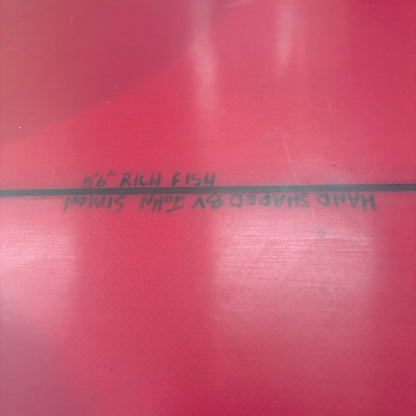 5'6" RICH FISH
HAND SHAPED BY JOHN SIMON